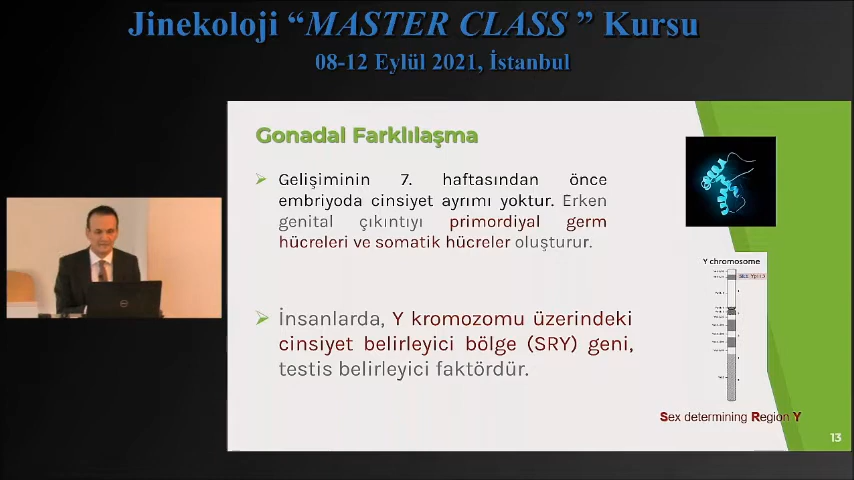 Jinekoloji “MASTER CLASS ” Kursu
08-12 Eylül 2021, İstanbul
Gonadal Farklılaşma
Gelişiminin 7. haftasından önce
embriyoda cinsiyet ayrımı yoktur. Erken
genital çıkıntıyı primordiyal germ
hücreleri ve somatik hücreler oluşturur.
İnsanlarda, Y kromozomu üzerindeki
cinsiyet belirleyici bölge (SRY) geni,
testis belirleyici faktördür.
Y chromosome
Sex determining Region Y
13